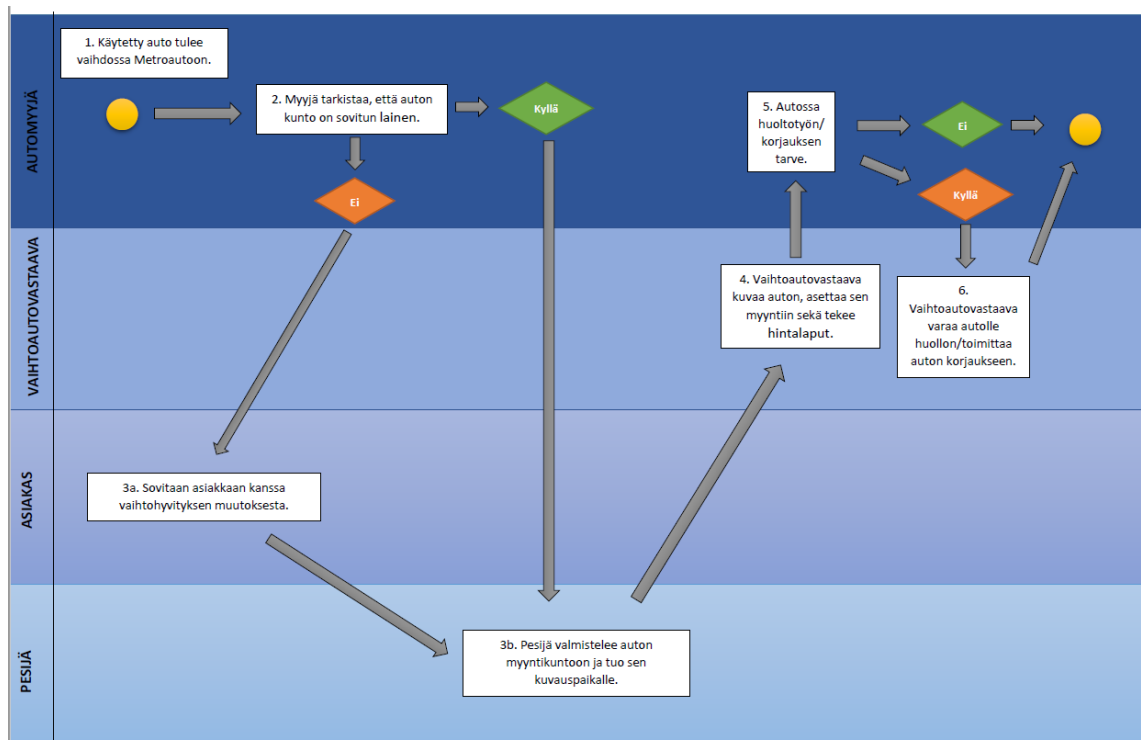 AUTOMYYJÄ
1. Käytetty auto tulee
vaihdossa Metroautoon.
2. Myyjä tarkistaa, että auton
kunto on sovitun lainen.
Kyllä
Ei
5. Autossa
huoltotyön/
korjauksen
tarve.
Ei
Kyllä
VAIHTOAUTOVASTAAVA
4. Vaihtoautovastaava
kuvaa auton, asettaa sen
myyntiin sekä tekee
hintalaput.
6.
Vaihtoautovastaava
varaa autolle
huollon/toimittaa
auton korjaukseen.
ASIAKAS
3a. Sovitaan asiakkaan kanssa
vaihtohyvityksen muutoksesta.
PESIJÄ
3b. Pesijä valmistelee auton
myyntikuntoon ja tuo sen
kuvauspaikalle.